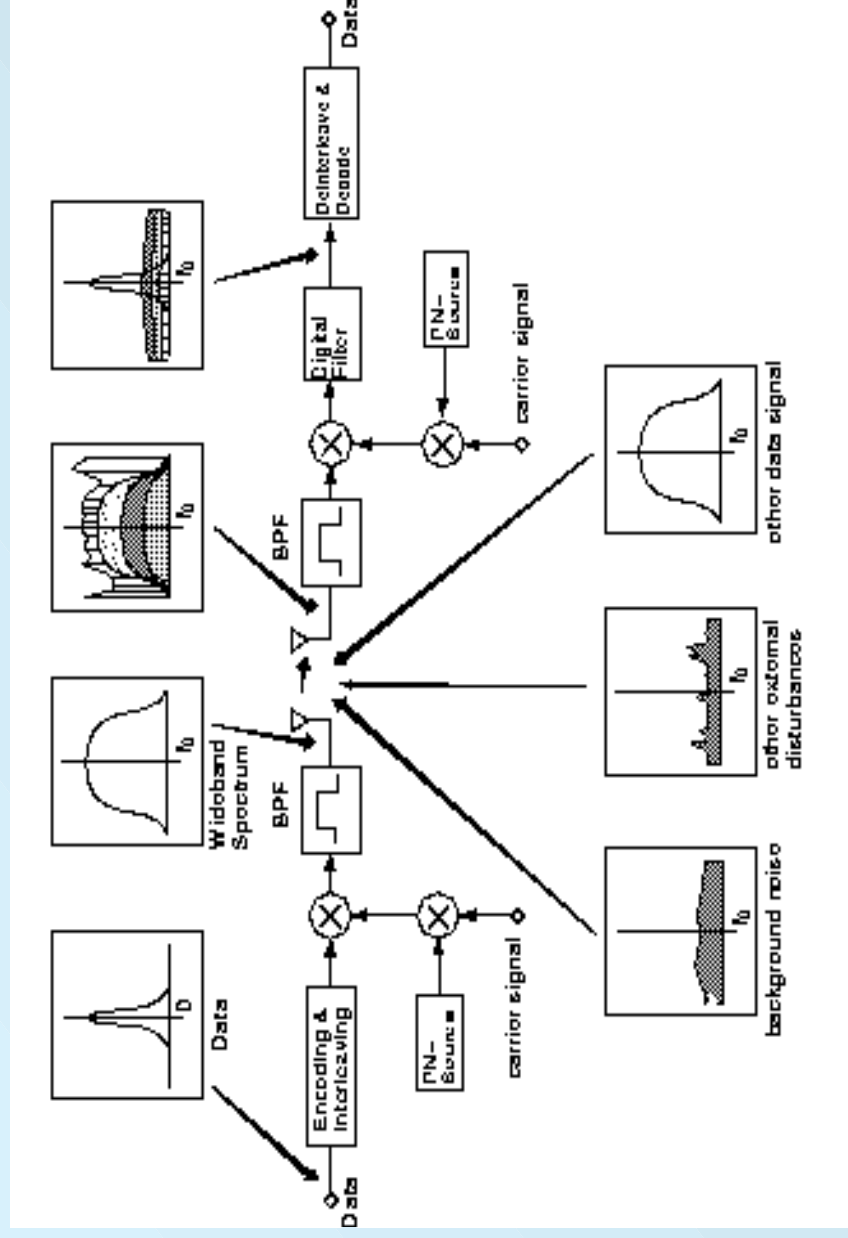 Data
Wideband
Spectrum
BPF
BPF
Data
Encoding &
Interleaving
Digital
Filter
Deinterleave &
Decode
Data
PN-
Source
carrier signal
PN-
Source
carrier signal
background noise
other external
disturbances
other data signal